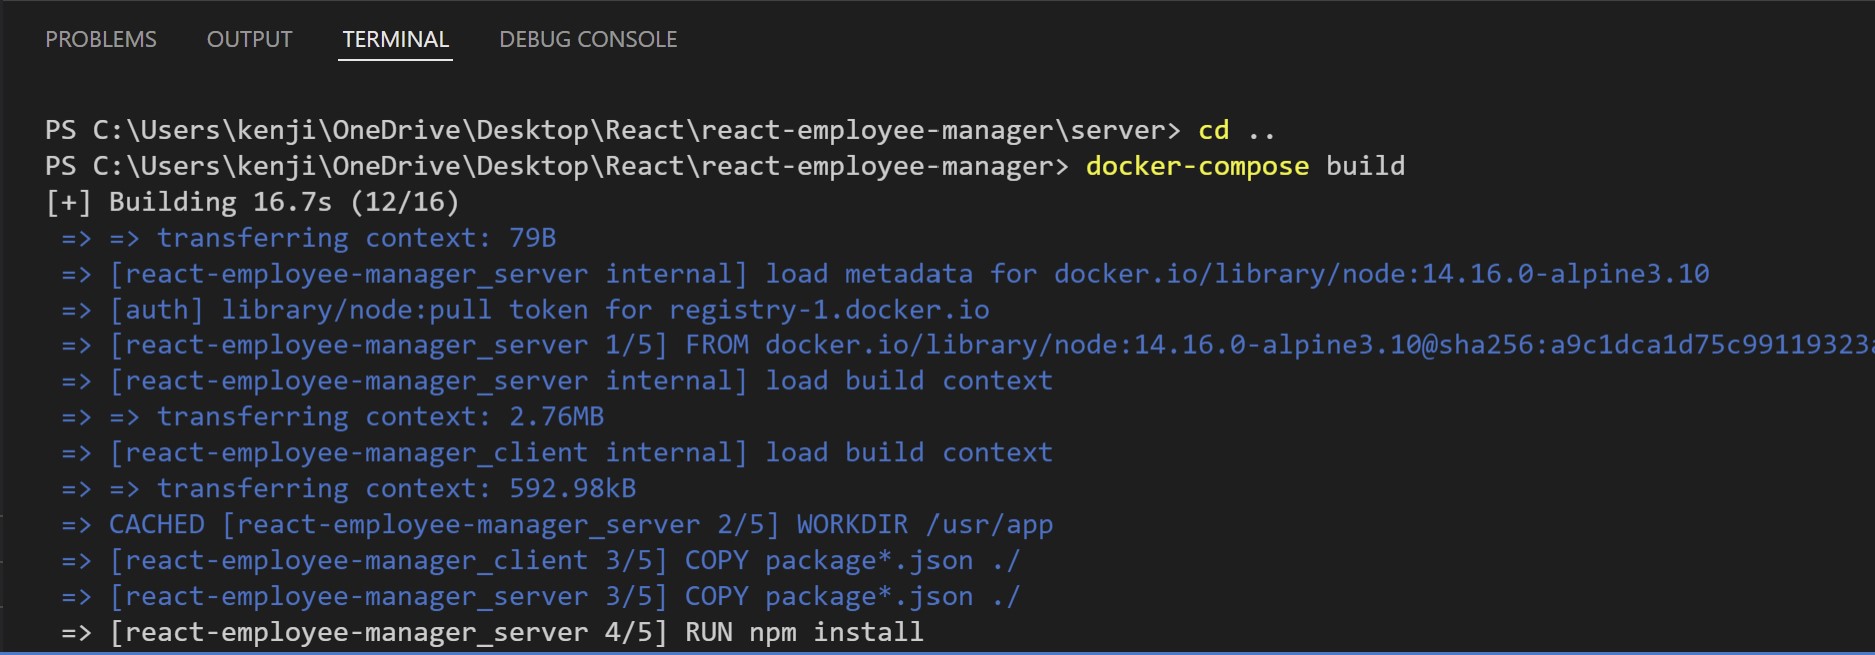 PROBLEMS OUTPUT TERMINAL DEBUG CONSOLE
PS C:\Users\kenji\OneDrive\Desktop\React\react-employee-manager\server> cd ..
PS C:\Users\kenji\OneDrive\Desktop\React\react-employee-manager> docker-compose build
[+] Building 16.7s (12/16)
=> => transferring context: 79B
=> [react-employee-manager_server internal] load metadata for docker.io/library/node:14.16.0-alpine3.10
=> [auth] library/node:pull token for registry-1.docker.io
=> [react-employee-manager_server 1/5] FROM docker.io/library/node:14.16.0-alpine3.10@sha256:a9c1dca1d75c99119323a
=> [react-employee-manager_server internal] load build context
=> => transferring context: 2.76MB
=> [react-employee-manager_client internal] load build context
=> => transferring context: 592.98kB
=> CACHED [react-employee-manager_server 2/5] WORKDIR /usr/app
=> [react-employee-manager_client 3/5] COPY package*.json ./
=> [react-employee-manager_server 3/5] COPY package*.json ./
=> [react-employee-manager_server 4/5] RUN npm install